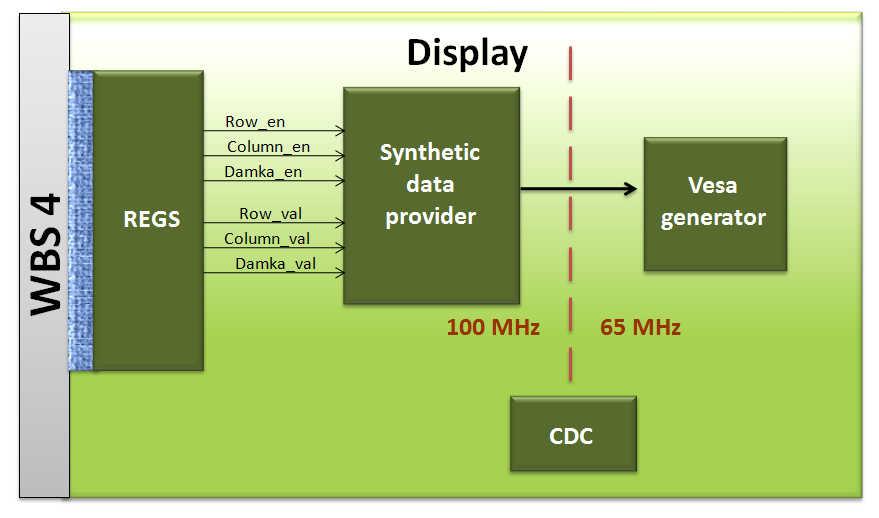 Display
WBS 4
REGS
Row_en
Column_en
Damka_en
Row_val
Column_val
Damka_val
Synthetic
data
provider
Vesa
generator
100 MHz
65 MHz
CDC